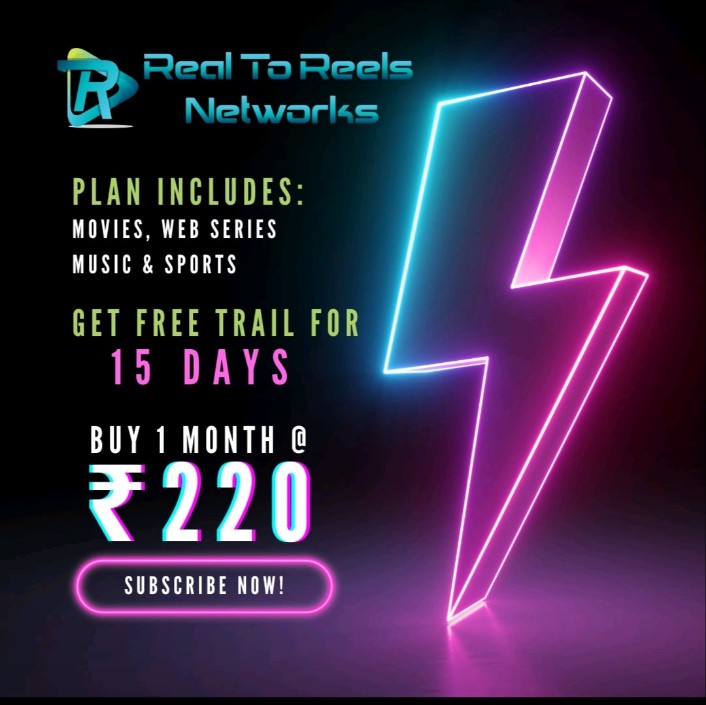 R
Real To Reels
Networks
PLAN INCLUDES:
MOVIES, WEB SERIES
MUSIC & SPORTS
GET FREE TRAIL FOR
15 DAYS
BUY 1 MONTH @
₹220
SUBSCRIBE NOW!